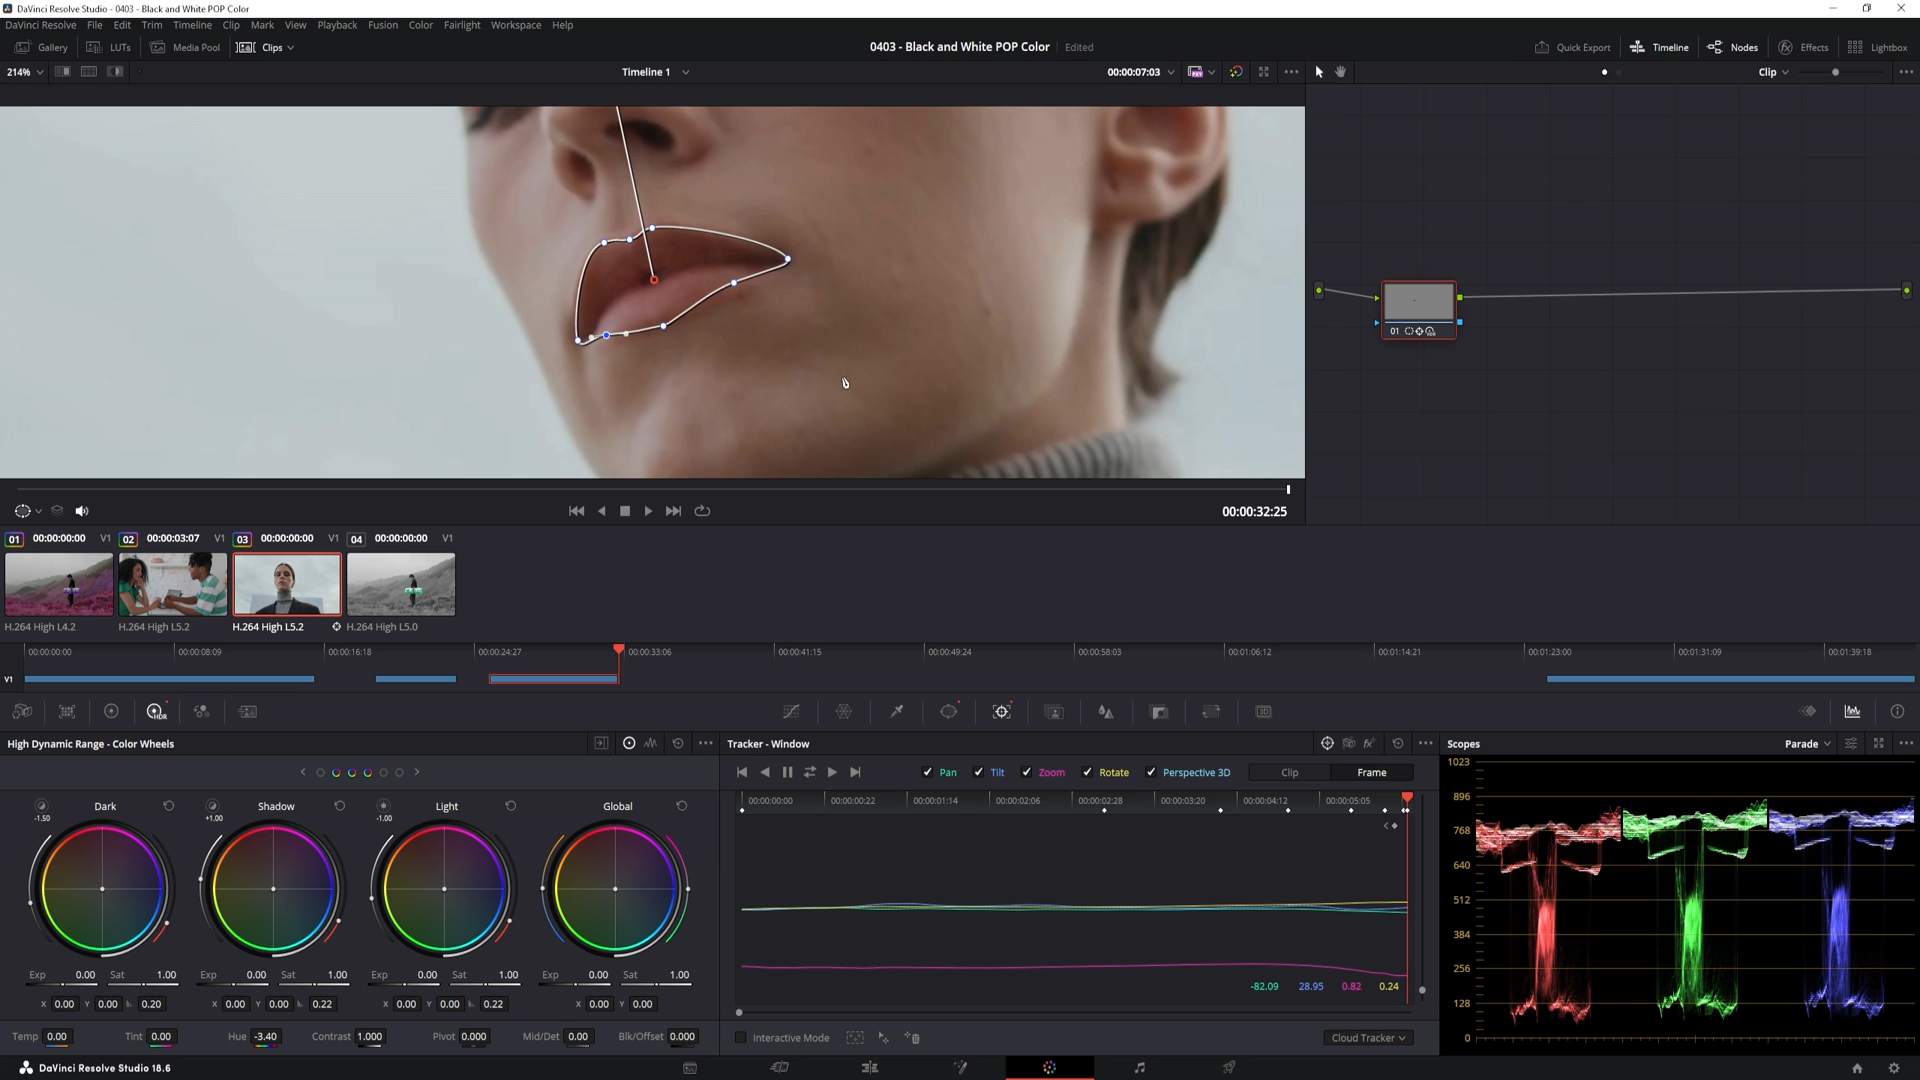 DaVinci Resolve Studio - 0403 - Black and White POP Color
DaVinci Resolve File Edit Trim Timeline Clip Mark View Playback Fusion Color Fairlight Workspace Help
Gallery LUTs Media Pool Clips 0403 - Black and White POP Color Edited Quick Export Timeline Nodes Effects Lightbox
214% Timeline 1 00:00:07:03 Clip
01
00:00:32:25
01 00:00:00:00 V1 02 00:00:03:07 V1 03 00:00:00:00 V1 04 00:00:00:00 V1
H.264 High L4.2 H.264 High L5.2 H.264 High L5.2 H.264 High L5.0
00:00:00:00 00:00:08:09 00:00:16:18 00:00:24:27 00:00:33:06 00:00:41:15 00:00:49:24 00:00:58:03 00:01:06:12 00:01:14:21 00:01:23:00 00:01:31:09 00:01:39:18
V1
HDR
High Dynamic Range - Color Wheels Tracker - Window Scopes Parade
Pan Tilt Zoom Rotate Perspective 3D Clip Frame
Dark Shadow Light Global
-1.50 +1.00 -1.00
00:00:00:00 00:00:00:22 00:00:01:14 00:00:02:06 00:00:02:28 00:00:03:20 00:00:04:12 00:00:05:05
1023
896
768
640
512
384
256
128
0
Exp 0.00 Sat 1.00 Exp 0.00 Sat 1.00 Exp 0.00 Sat 1.00 Exp 0.00 Sat 1.00
-82.09 28.95 0.82 0.24
X 0.00 Y 0.00 0.20 X 0.00 Y 0.00 0.22 X 0.00 Y 0.00 0.22 X 0.00 Y 0.00
Temp 0.00 Tint 0.00 Hue -3.40 Contrast 1.000 Pivot 0.000 Mid/Det 0.00 Blk/Offset 0.000
Interactive Mode Cloud Tracker
DaVinci Resolve Studio 18.6